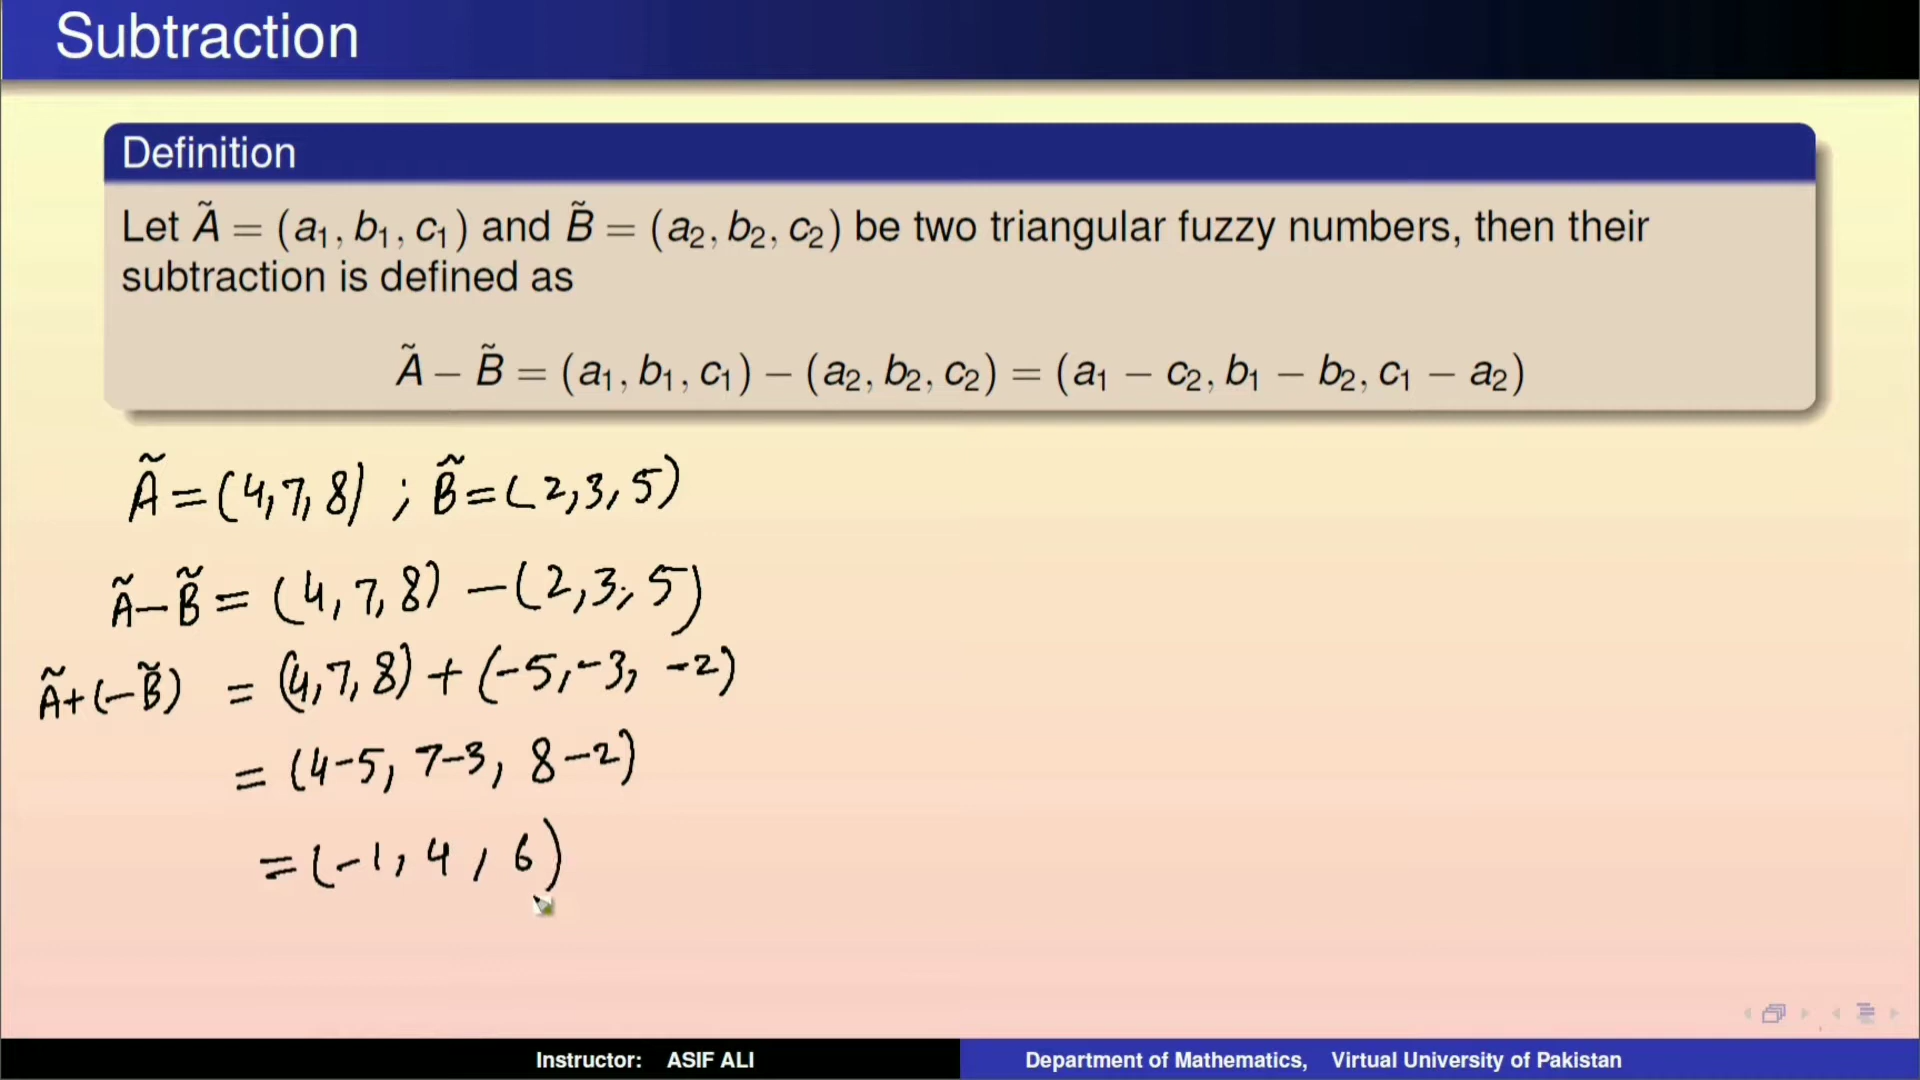 Subtraction
Definition
Let Ã = (a₁, b₁, c₁) and B̃ = (a₂, b₂, c₂) be two triangular fuzzy numbers, then their
subtraction is defined as
Ã − B̃ = (a₁, b₁, c₁) − (a₂, b₂, c₂) = (a₁ − c₂, b₁ − b₂, c₁ − a₂)
Ã = (4, 7, 8) ; B̃ = (2, 3, 5)
Ã − B̃ = (4, 7, 8) − (2, 3, 5)
Ã + (−B̃) = (4, 7, 8) + (−5, −3, −2)
= (4−5, 7−3, 8−2)
= (−1, 4, 6)
Instructor: ASIF ALI Department of Mathematics, Virtual University of Pakistan